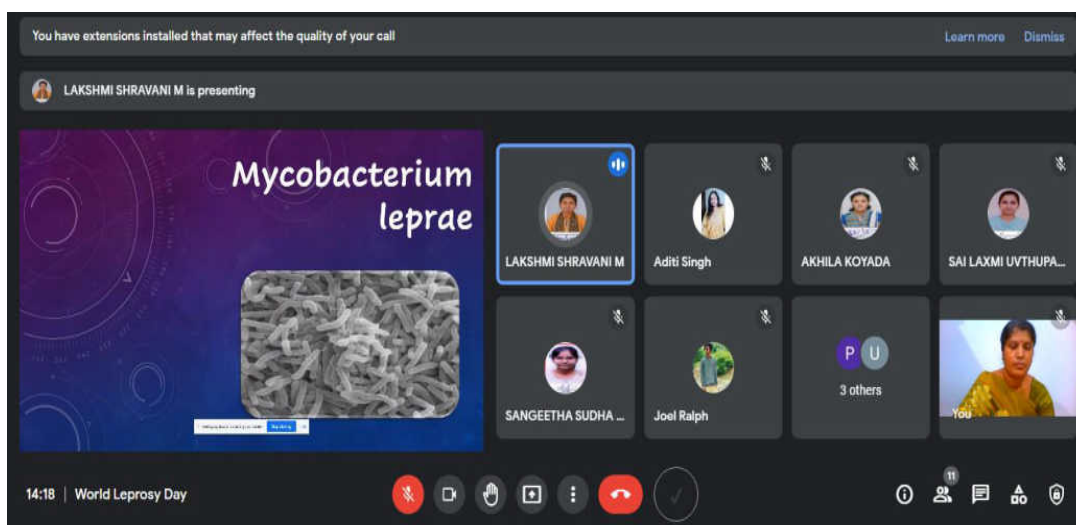 You have extensions installed that may affect the quality of your call
Learn more Dismiss
LAKSHMI SHRAVANI M is presenting
Mycobacterium
leprae
LAKSHMI SHRAVANI M
Aditi Singh
AKHILA KOYADA
SAI LAXMI UVTHUPA...
SANGEETHA SUDHA ...
Joel Ralph
P U
3 others
You
14:18 | World Leprosy Day
11